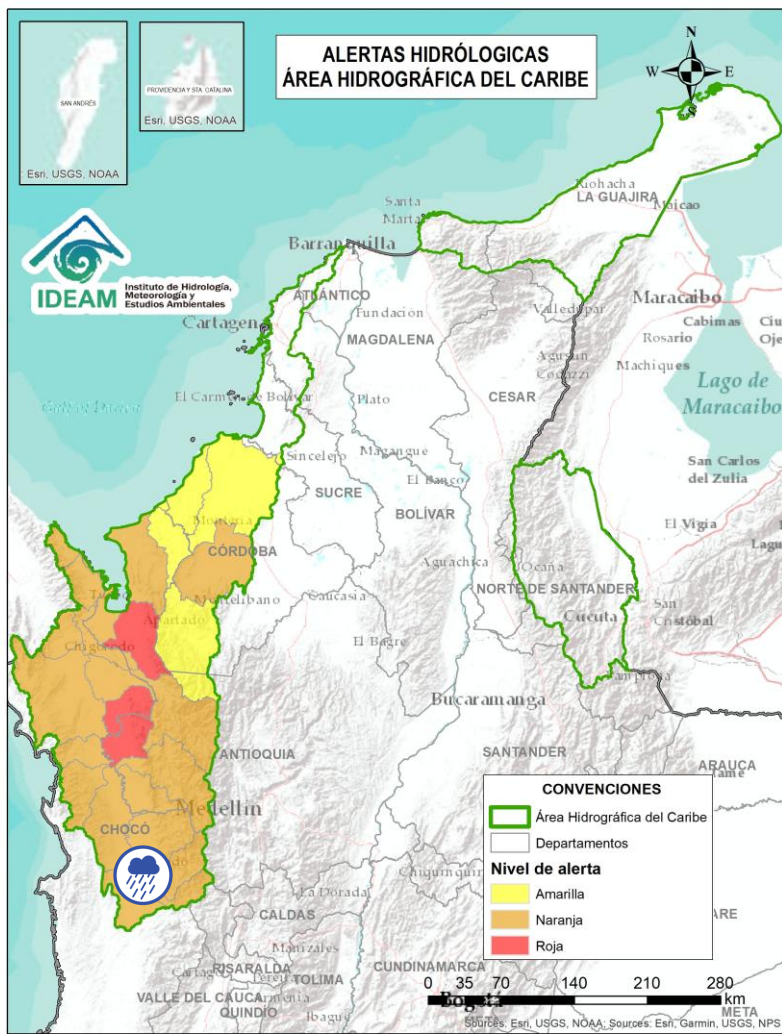 ALERTAS HIDRÓLOGICAS
ÁREA HIDROGRÁFICA DEL CARIBE
N
W
E
S
SAN ANDRÉS
Esri, USGS, NOAA
PROVIDENCIA Y STA. CATALINA
Esri, USGS, NOAA
IDEAM
Instituto de Hidrología,
Meteorología y
Estudios Ambientales
Riohacha
LA GUAJIRA
Maicao
Santa
Marta
Barranquilla
ATLÁNTICO
Cartagen
Fundación
MAGDALENA
Valledupar
Maracaibo
Cabimas
Rosario
Machiques
Agustín
Codazzi
CESAR
Lago de
Maracaibo
El Carmen de Bolívar
Plato
Sincelejo
Magangue
San Carlos
del Zulia
El Banco
SUCRE
BOLÍVAR
El Vigia
Montería
CÓRDOBA
Aguachica
Ocaña
NORTE DE SANTANDER
Montelíbano
Caucasia
Cucuta
San
Cristóbal
Apartado
Chigorodo
El Bagre
Pamplona
Bucaramanga
ANTIOQUIA
SANTANDER
ARAUCA
Medellín
CHOCÓ
La Dorada
CALDAS
Manizales
RISARALDA
TOLIMA
CUNDINAMARCA
VALLE DEL CAUCA
Armenia
QUINDÍO
Ibague
Bogotá
META
META
CONVENCIONES
Área Hidrográfica del Caribe
Departamentos
Nivel de alerta
Amarilla
Naranja
Roja
0 35 70 140 210 280
km
Sources: Esri, USGS, NOAA; Sources: Esri, Garmin, USGS, NPS